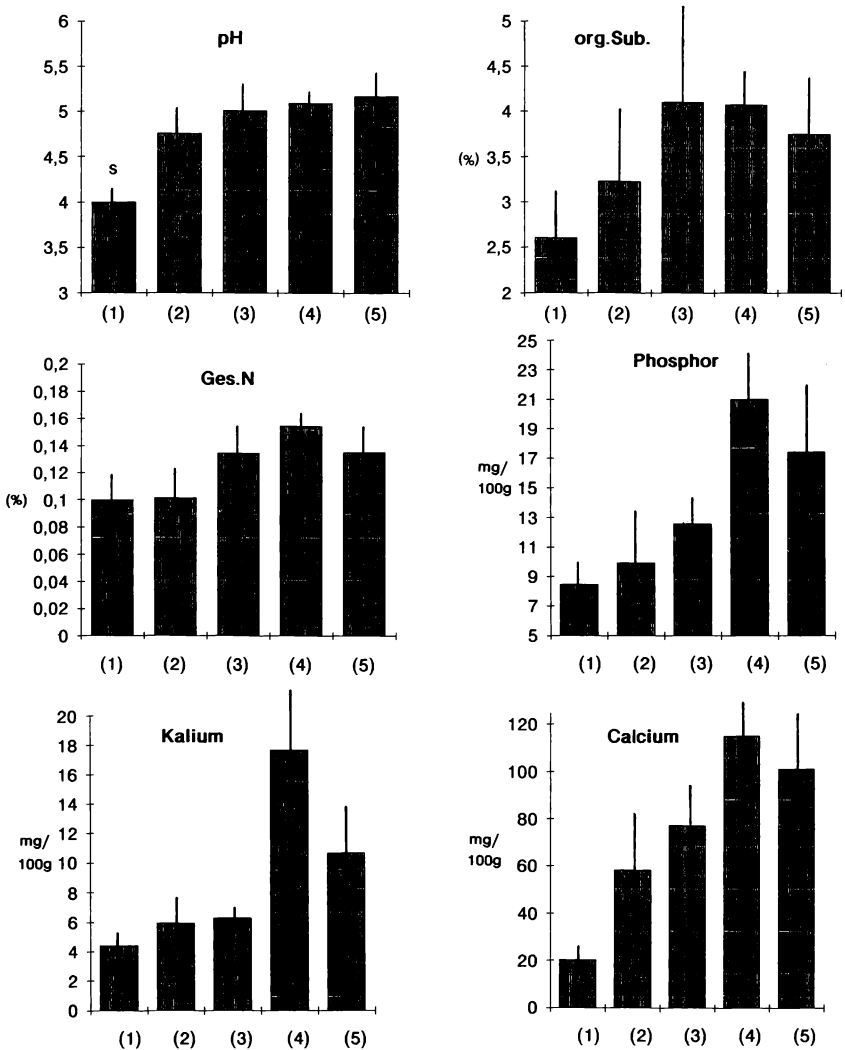 pH
6
5,5
5
4,5
4
3,5
3
s
(1) (2) (3) (4) (5)
org.Sub.
(%)
5
4,5
4
3,5
3
2,5
2
(1) (2) (3) (4) (5)
Ges.N
(%)
0,2
0,18
0,16
0,14
0,12
0,1
0,08
0,06
0,04
0,02
0
(1) (2) (3) (4) (5)
Phosphor
mg/
100g
25
23
21
19
17
15
13
11
9
7
5
(1) (2) (3) (4) (5)
Kalium
mg/
100g
20
18
16
14
12
10
8
6
4
2
0
(1) (2) (3) (4) (5)
Calcium
mg/
100g
120
100
80
60
40
20
0
(1) (2) (3) (4) (5)